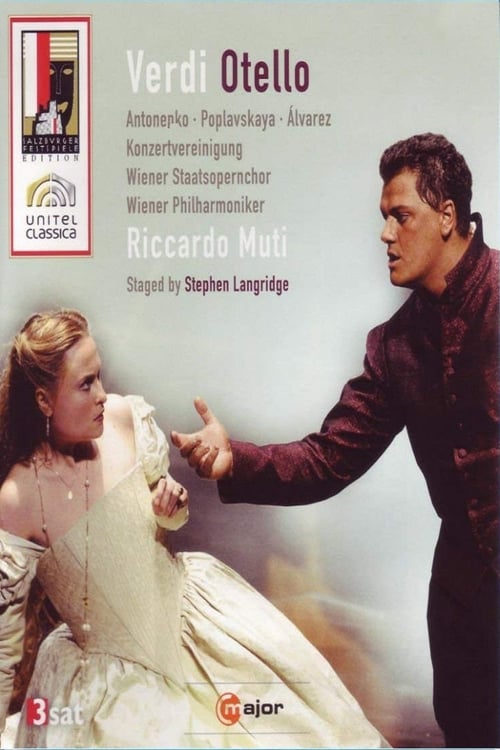 Verdi Otello
Antoneņko · Poplavskaya · Álvarez
Konzertvereinigung
Wiener Staatsopernchor
Wiener Philharmoniker
Riccardo Muti
Staged by Stephen Langridge
SALZBURGER
FESTSPIELE
EDITION
UNITEL
CLASSICA
3sat
C major